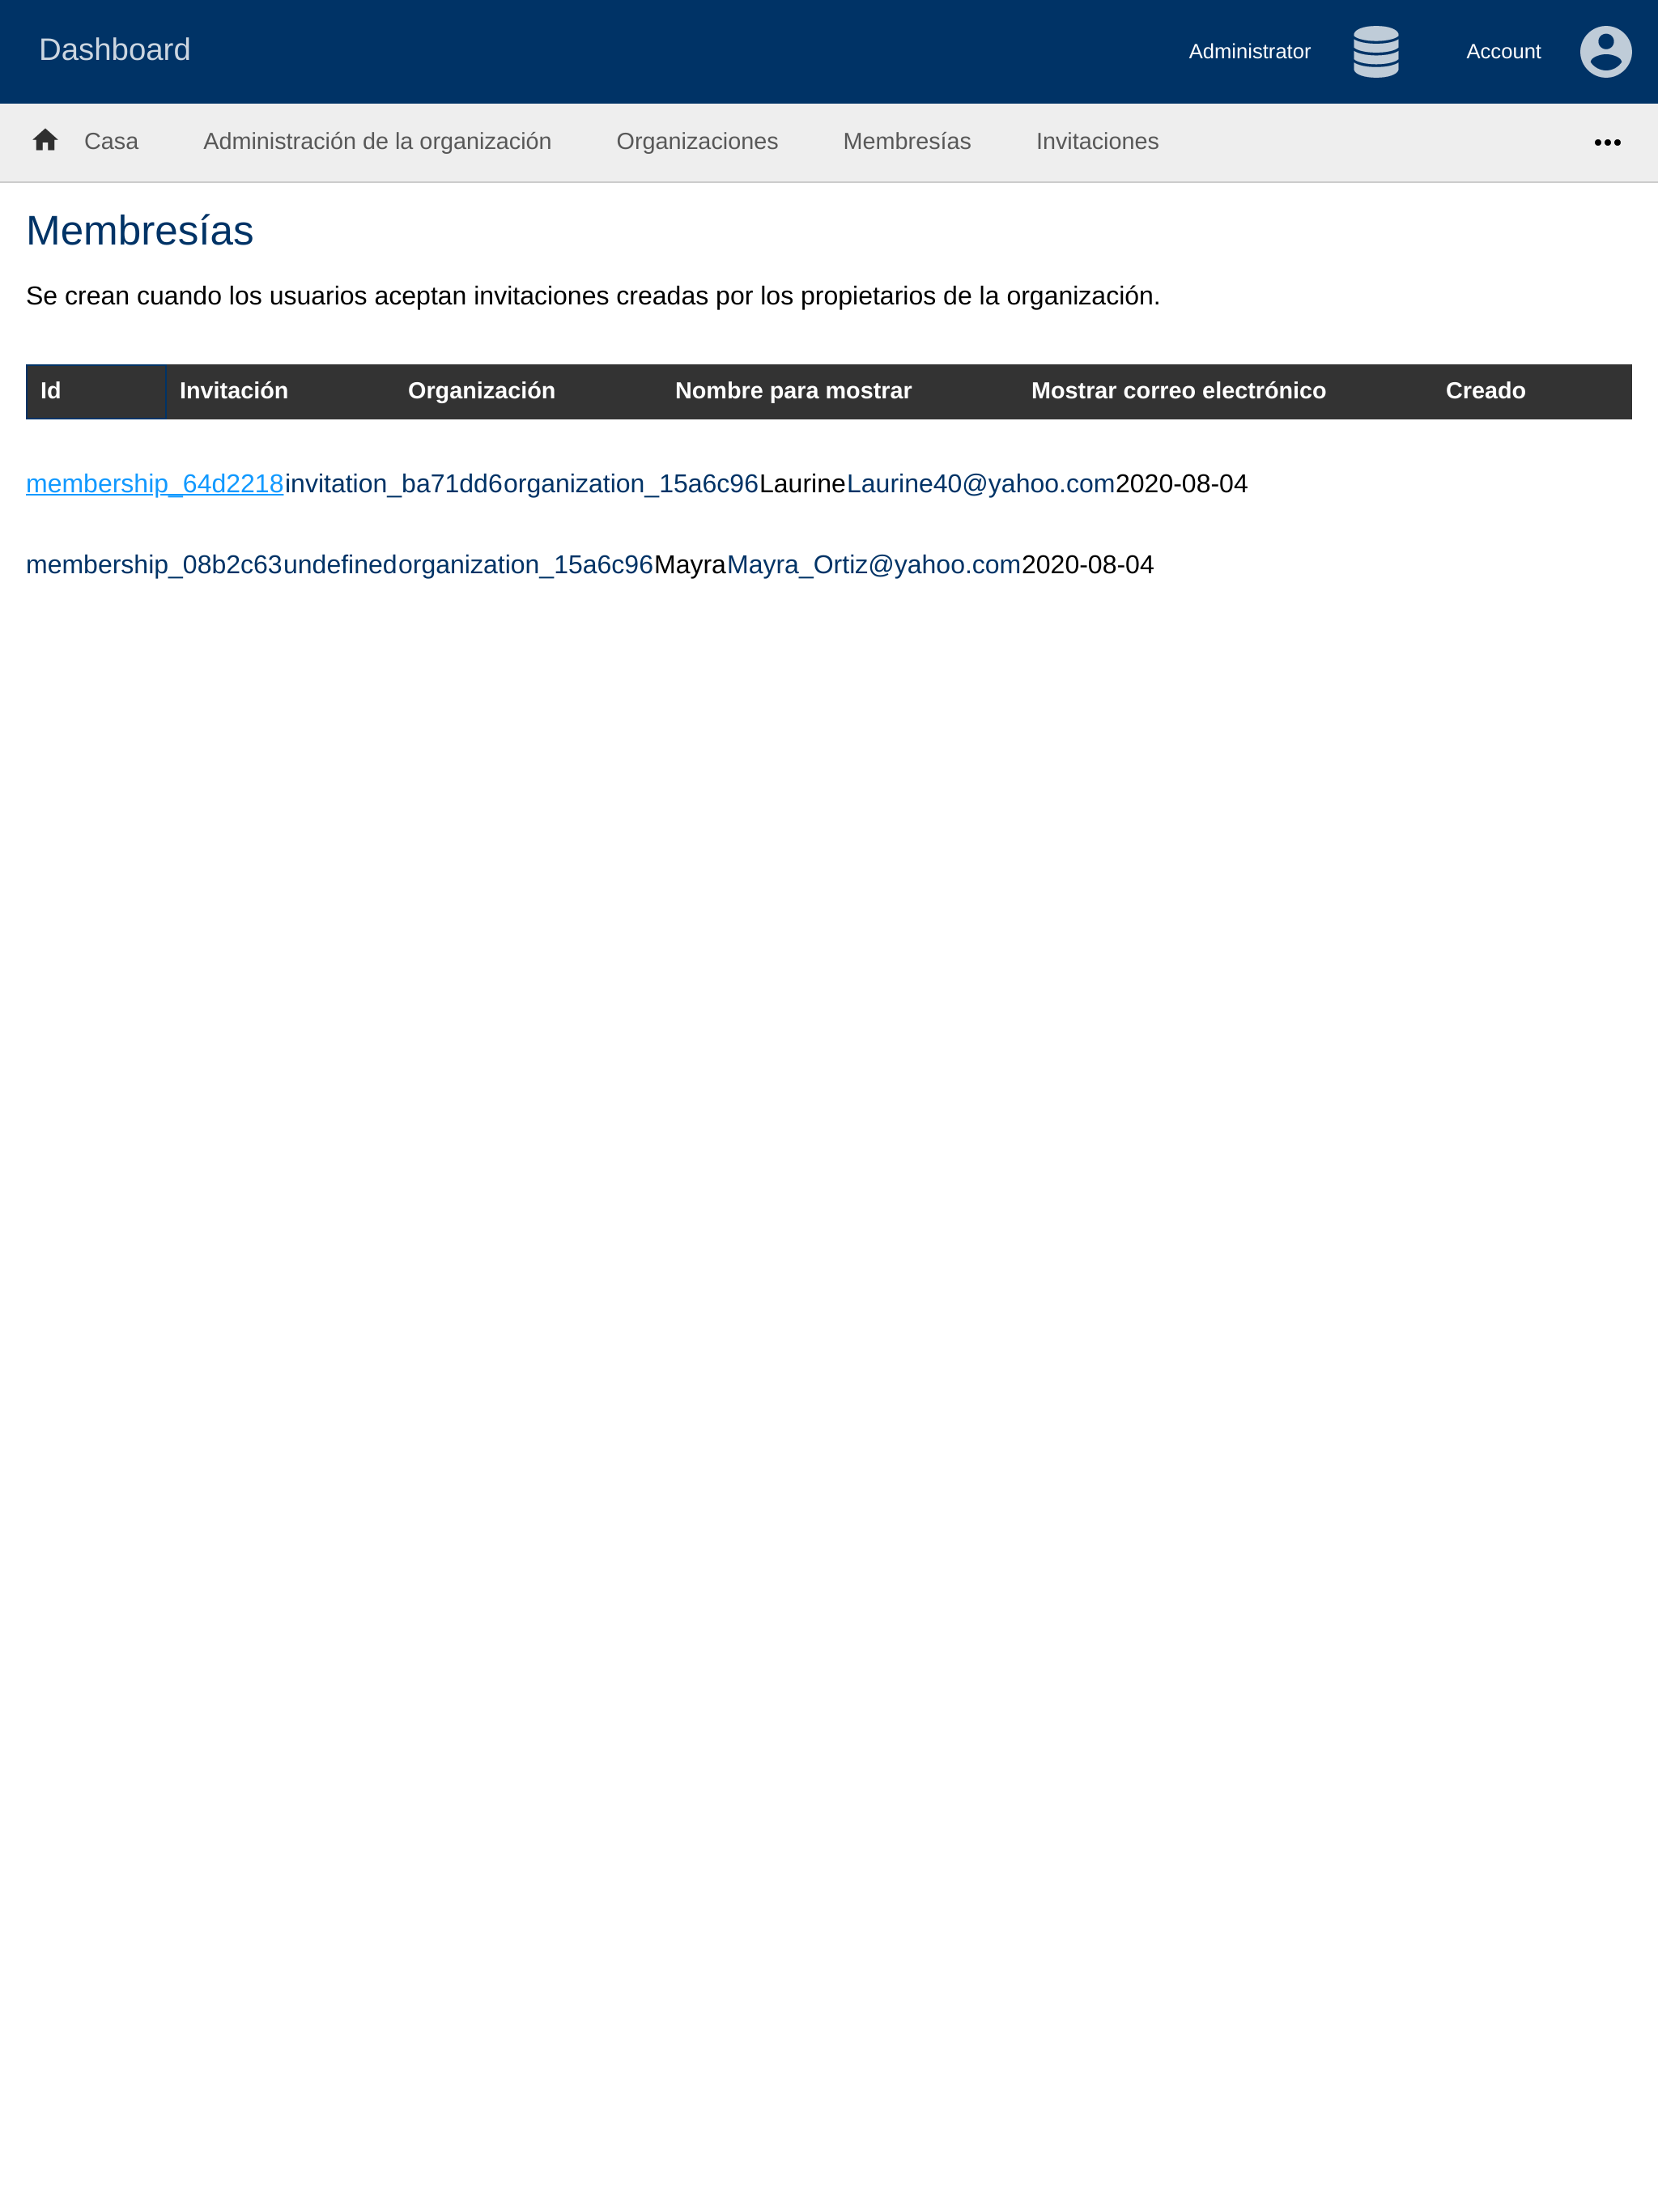 Dashboard Administrator Account
Casa Administración de la organización Organizaciones Membresías Invitaciones
Membresías
Se crean cuando los usuarios aceptan invitaciones creadas por los propietarios de la organización.
Id Invitación Organización Nombre para mostrar Mostrar correo electrónico Creado
membership_64d2218invitation_ba71dd6organization_15a6c96LaurineLaurine40@yahoo.com2020-08-04
membership_08b2c63undefinedorganization_15a6c96MayraMayra_Ortiz@yahoo.com2020-08-04